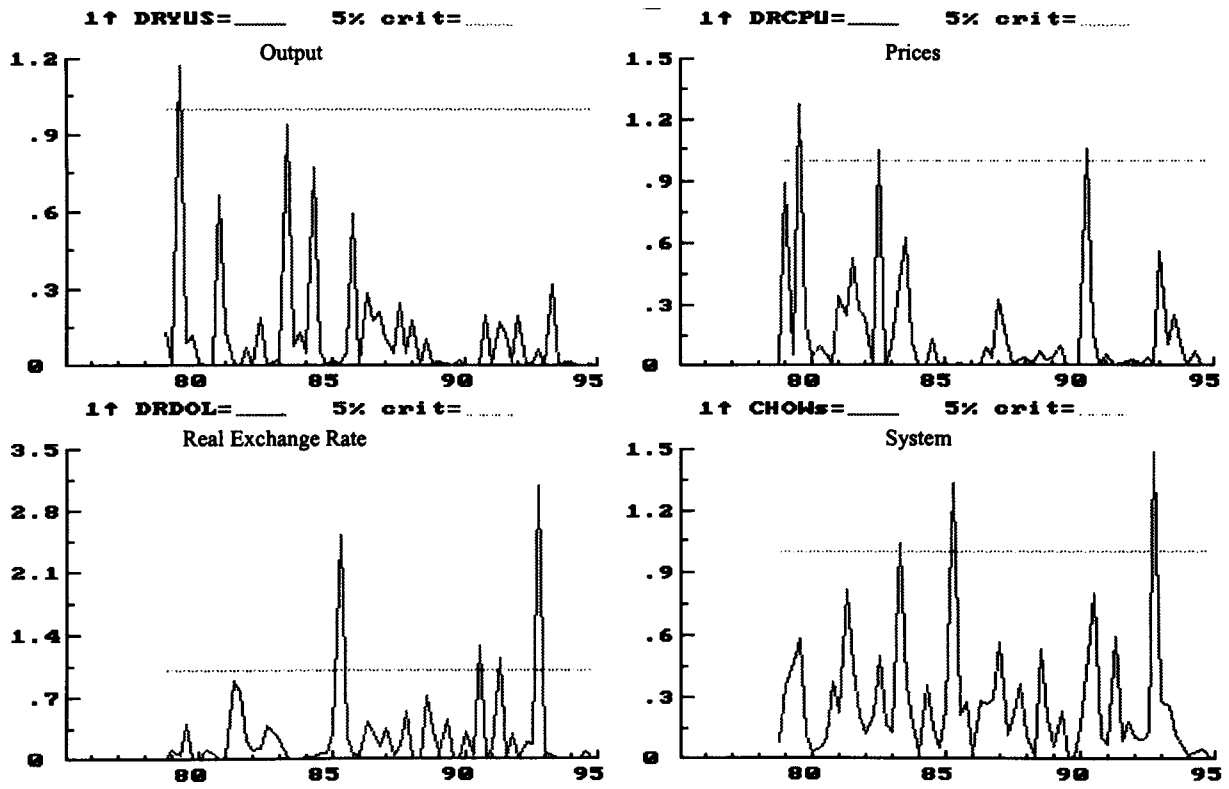 1↑ DRYUS=____ 5% crit=......
Output
1.2
.9
.6
.3
0
80 85 90 95
1↑ DRCPU=____ 5% crit=......
Prices
1.5
1.2
.9
.6
.3
0
80 85 90 95
1↑ DRDOL=____ 5% crit=......
Real Exchange Rate
3.5
2.8
2.1
1.4
.7
0
80 85 90 95
1↑ CHOWs=____ 5% crit=......
System
1.5
1.2
.9
.6
.3
0
80 85 90 95